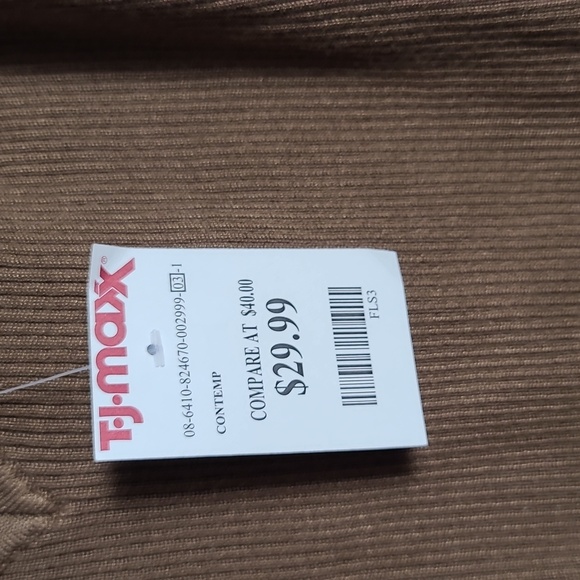 T·J·maxx®
08-6410-824670-002999-03-1
CONTEMP
COMPARE AT $40.00
$29.99
FLS3